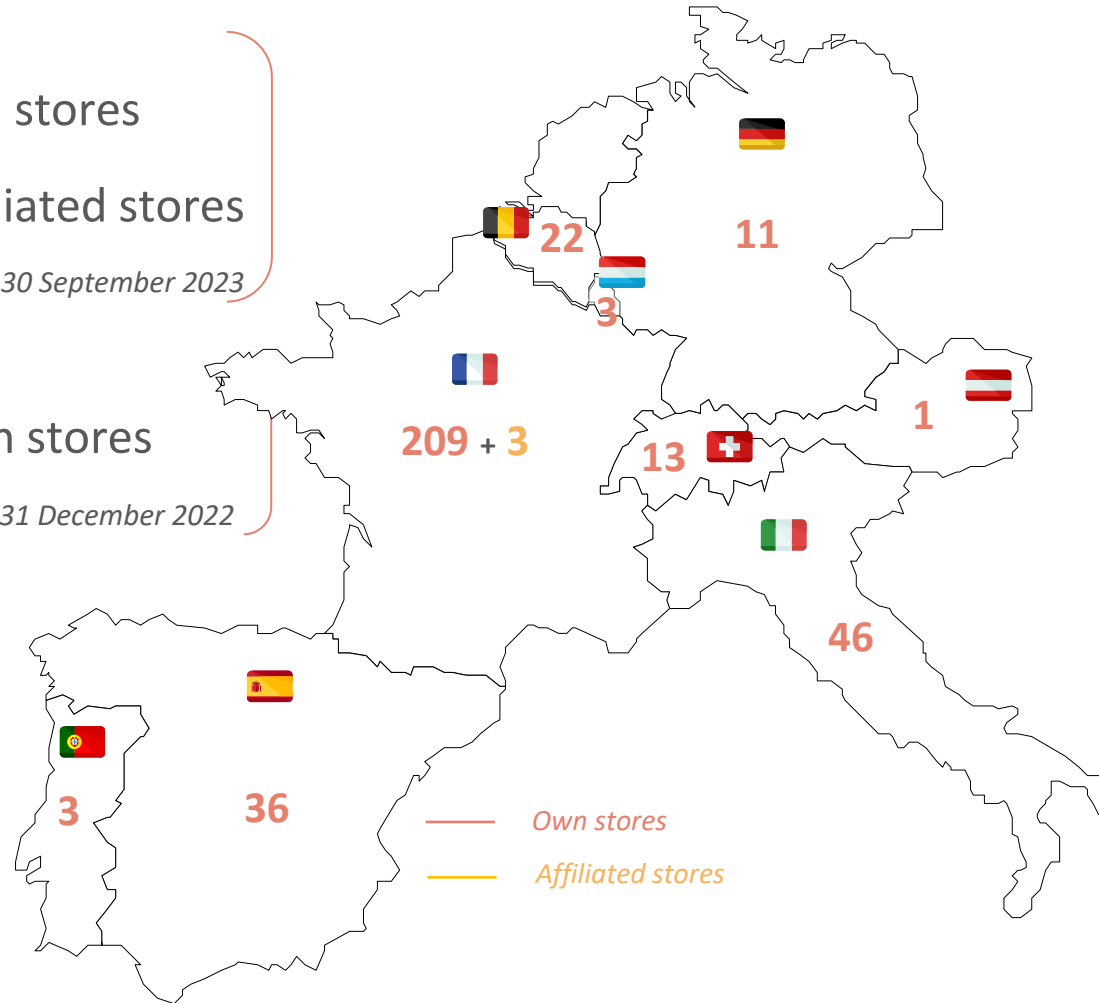 stores
iated stores
30 September 2023
n stores
31 December 2022
11
22
3
1
209 + 3
13
46
3
36
Own stores
Affiliated stores